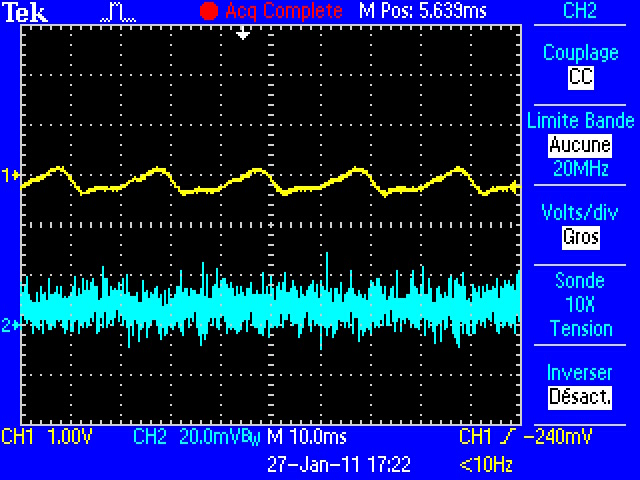 Tek Acq Complete M Pos: 5.639ms CH2
Couplage
CC
Limite Bande
Aucune
20MHz
1
Volts/div
Gros
Sonde
10X
2 Tension
Inverser
Désact.
CH1 1.00V CH2 20.0mVBW M 10.0ms CH1 -240mV
27-Jan-11 17:22 <10Hz